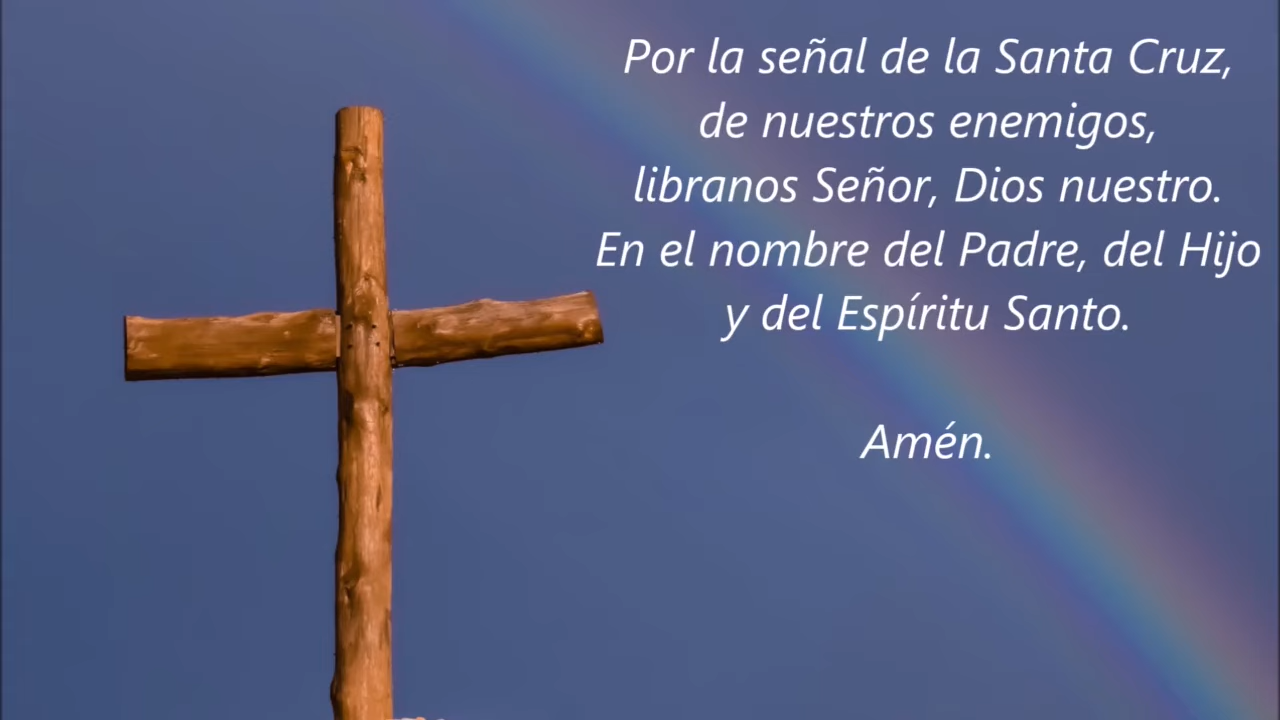 Por la señal de la Santa Cruz,
de nuestros enemigos,
libranos Señor, Dios nuestro.
En el nombre del Padre, del Hijo
y del Espíritu Santo.
Amén.